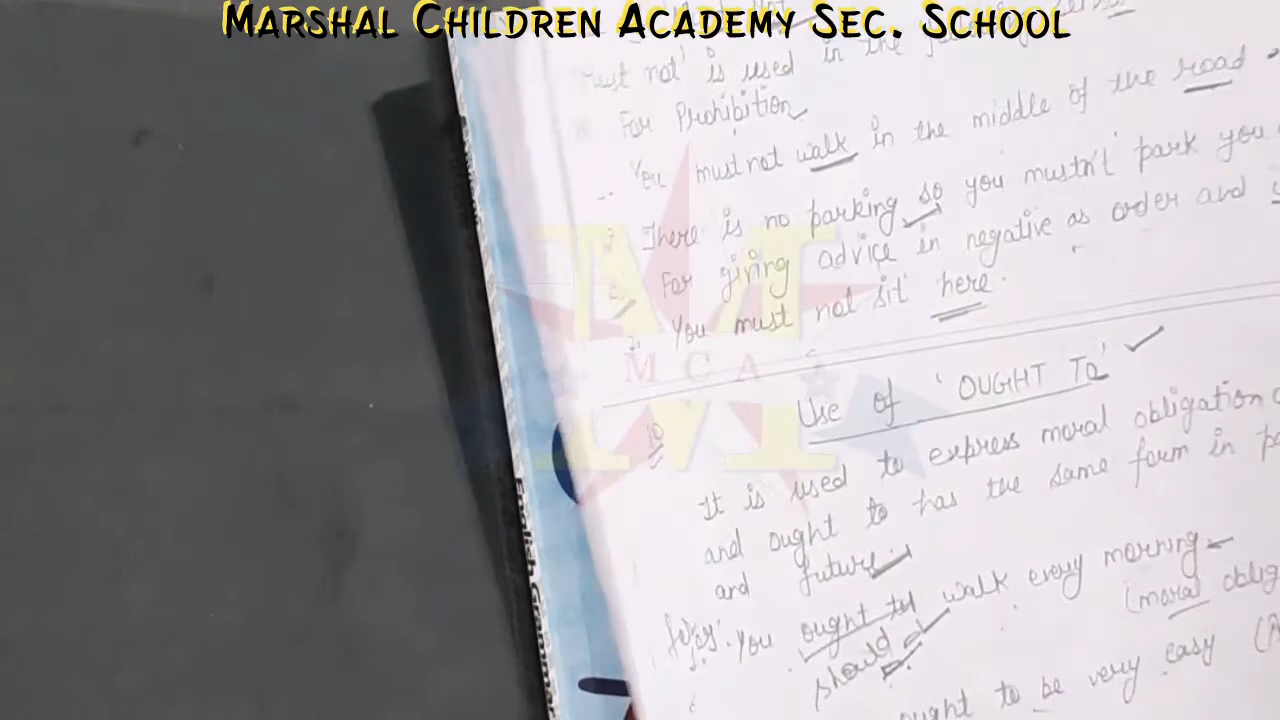 MARSHAL CHILDREN ACADEMY SEC. SCHOOL
must not' is used in the
For Prohibition
You must not walk in the middle of the road
There is no parking so you mustn't park you
For giving advice in negative as order and
You must not sit here.
M C A S
Use of 'OUGHT TO'
10
It is used to express moral obligation
and ought to has the same form in
and future
You ought to walk every morning
should
(moral oblig
ought to be very easy
English Grammar